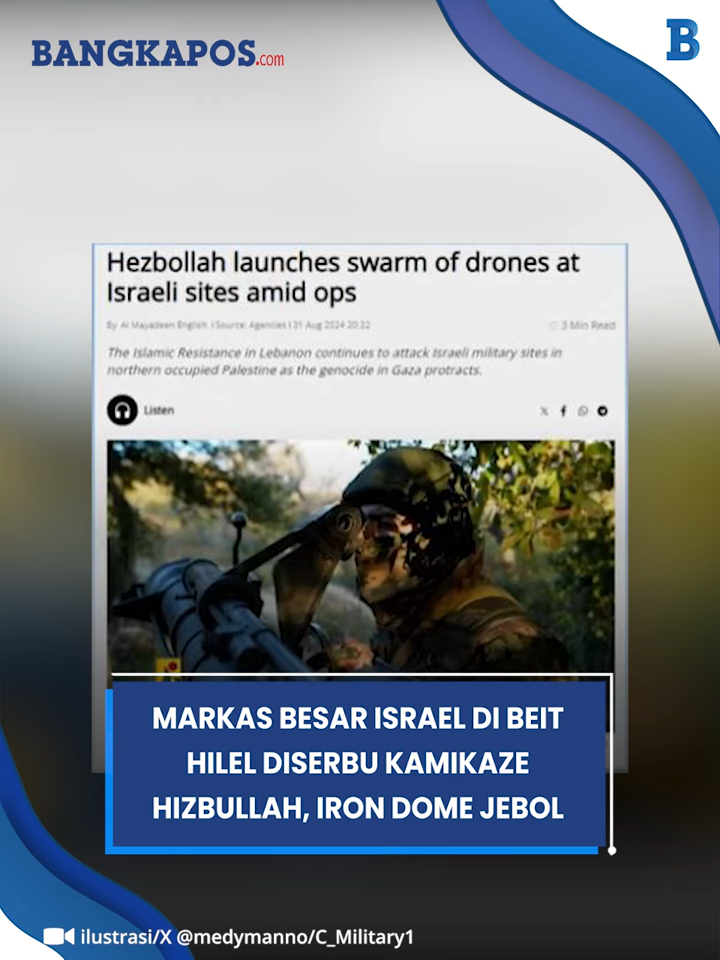 BANGKAPOS.com
B
Hezbollah launches swarm of drones at
Israeli sites amid ops
By Al Mayadeen English | Source: Agencies | 31 Aug 2024 20:32
3 Min Read
The Islamic Resistance in Lebanon continues to attack Israeli military sites in
northern occupied Palestine as the genocide in Gaza protracts.
Listen
MARKAS BESAR ISRAEL DI BEIT
HILEL DISERBU KAMIKAZE
HIZBULLAH, IRON DOME JEBOL
ilustrasi/X @medymanno/C_Military1